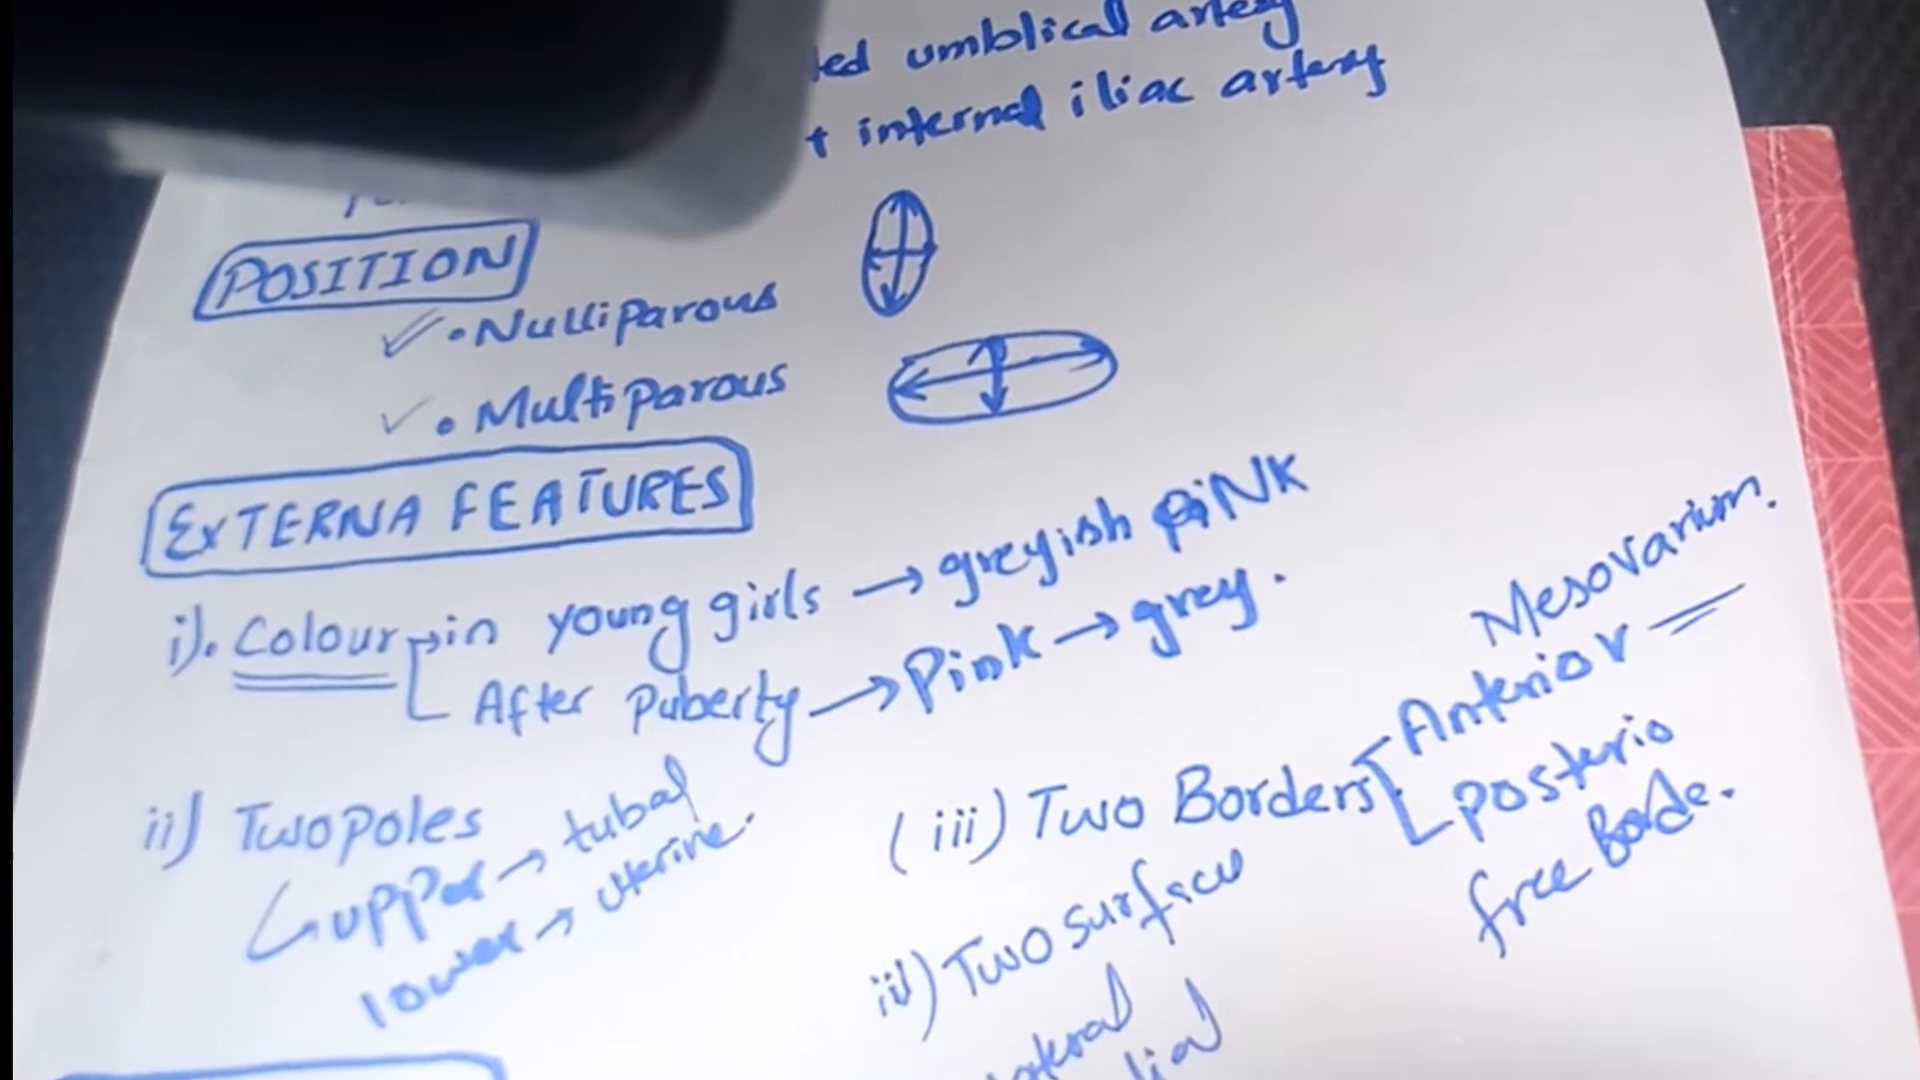 umblical artery
internal iliac artery
POSITION
• Nulliparous
• Multiparous
EXTERNA FEATURES
i). Colour → in young girls → greyish piNK
After Puberty → Pink → grey.
ii) Two poles
upper → tubal
lower → uterine.
(iii) Two Borders
Mesovarium.
Anterior
posterio
free Borde.
iv) Two surface